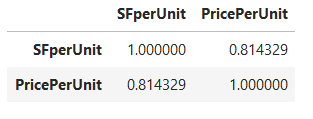 SFperUnit PricePerUnit
SFperUnit 1.000000 0.814329
PricePerUnit 0.814329 1.000000